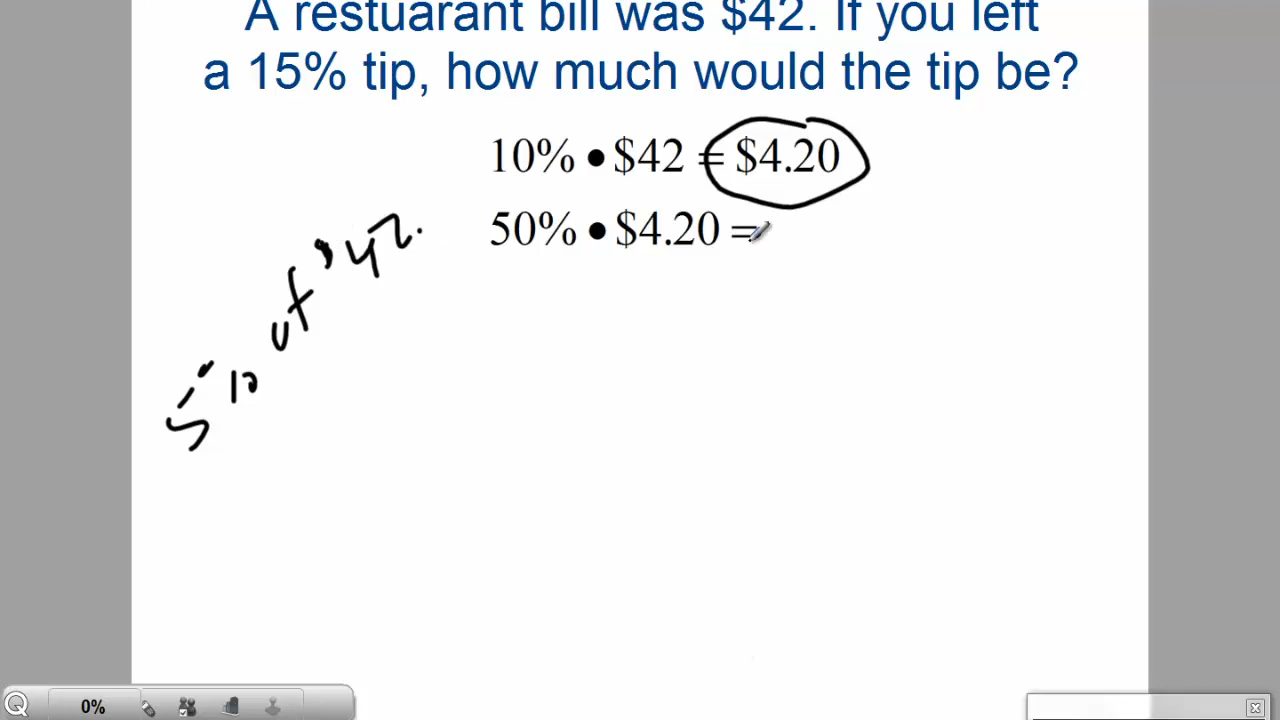 A restuarant bill was $42. If you left
a 15% tip, how much would the tip be?
10% • $42 = $4.20
50% • $4.20 =
5% of $42.
0%